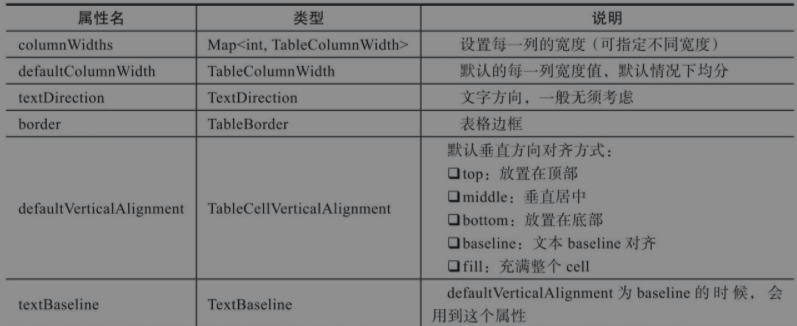 属性名 类型 说明
columnWidths Map<int, TableColumnWidth> 设置每一列的宽度（可指定不同宽度）
defaultColumnWidth TableColumnWidth 默认的每一列宽度值，默认情况下均分
textDirection TextDirection 文字方向，一般无须考虑
border TableBorder 表格边框
defaultVerticalAlignment TableCellVerticalAlignment 默认垂直方向对齐方式：
❑top：放置在顶部
❑middle：垂直居中
❑bottom：放置在底部
❑baseline：文本 baseline 对齐
❑fill：充满整个 cell
textBaseline TextBaseline defaultVerticalAlignment 为 baseline 的时候，会
用到这个属性